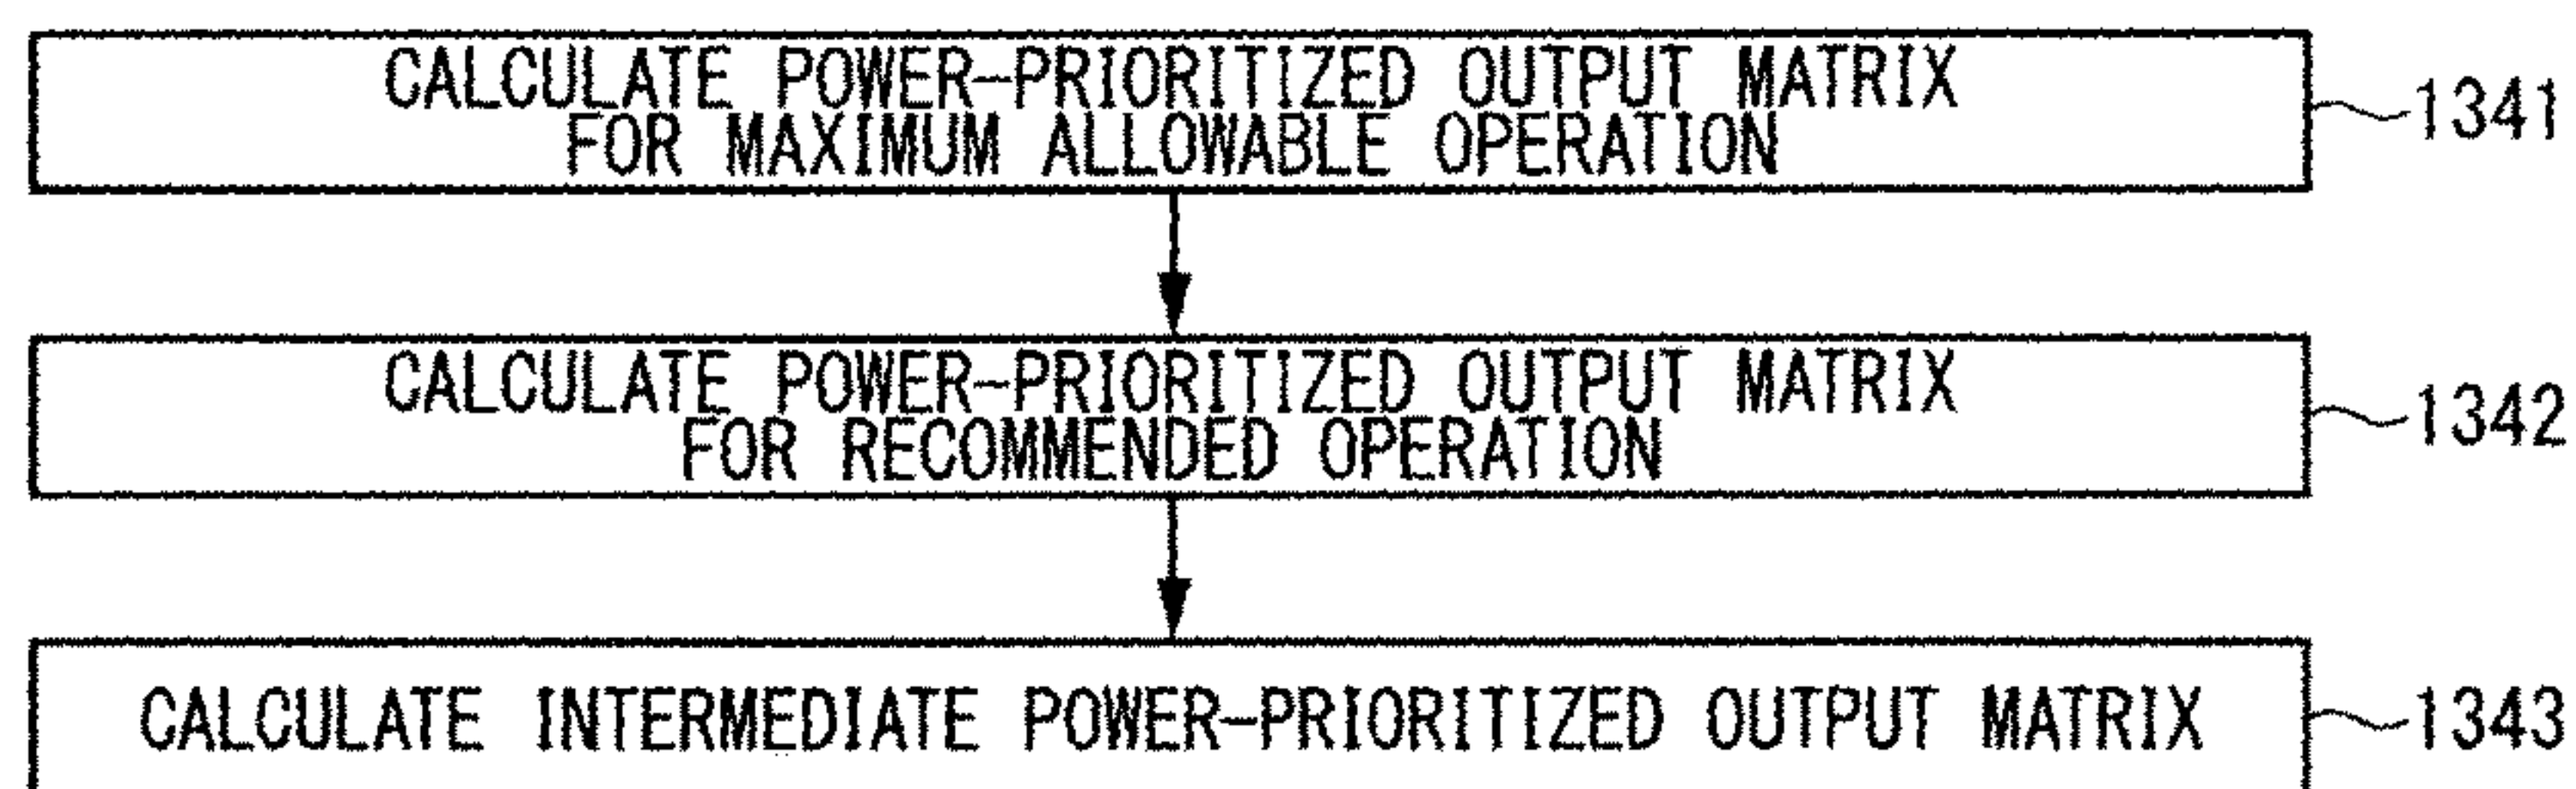 CALCULATE POWER-PRIORITIZED OUTPUT MATRIX
FOR MAXIMUM ALLOWABLE OPERATION
1341
CALCULATE POWER-PRIORITIZED OUTPUT MATRIX
FOR RECOMMENDED OPERATION
1342
CALCULATE INTERMEDIATE POWER-PRIORITIZED OUTPUT MATRIX
1343